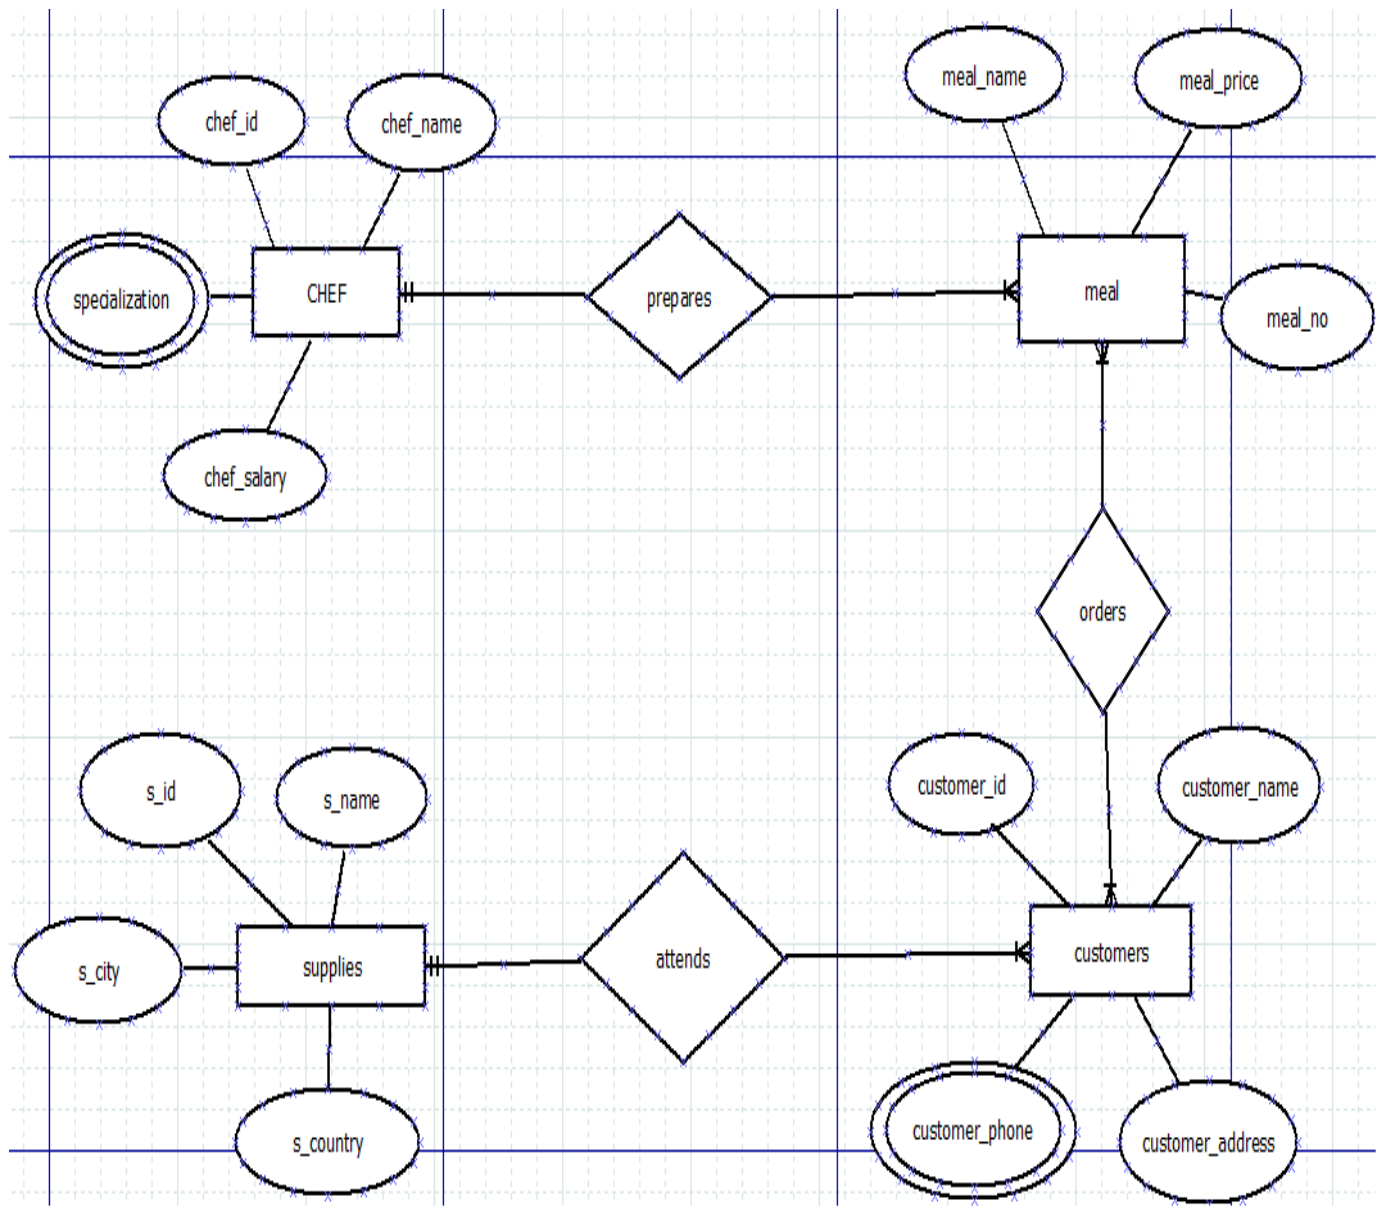 meal_name
meal_price
chef_id
chef_name
specialization
CHEF
prepares
meal
meal_no
chef_salary
orders
s_id
s_name
customer_id
customer_name
s_city
supplies
attends
customers
s_country
customer_phone
customer_address